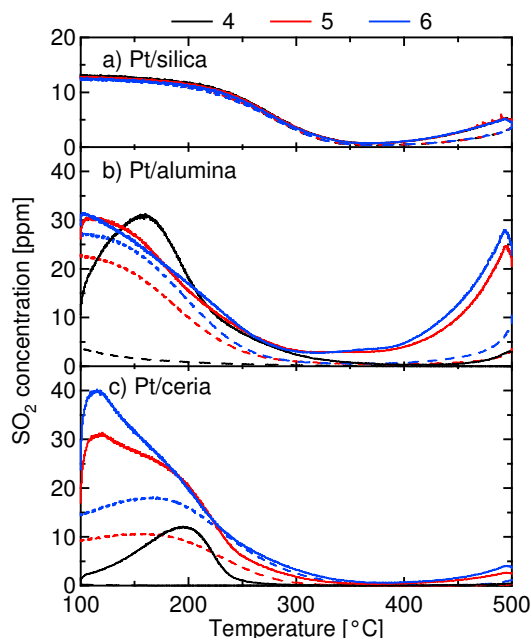 4 5 6
20
a) Pt/silica
10
0
40
b) Pt/alumina
30
20
10
0
40
c) Pt/ceria
30
20
10
0
100 200 300 400 500
Temperature [°C]
SO₂ concentration [ppm]